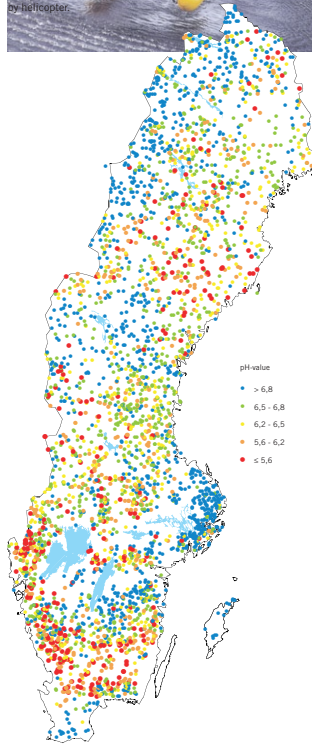 by helicopter.
pH-value
> 6,8
6,5 - 6,8
6,2 - 6,5
5,6 - 6,2
≤ 5,6